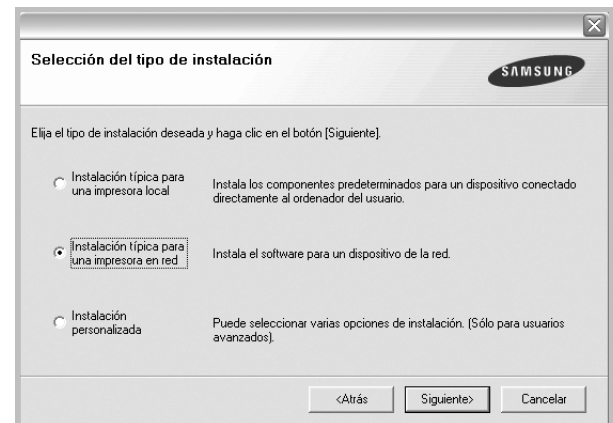 Selección del tipo de instalación
SAMSUNG
Elija el tipo de instalación deseada y haga clic en el botón [Siguiente].
Instalación típica para
una impresora local
Instala los componentes predeterminados para un dispositivo conectado
directamente al ordenador del usuario.
Instalación típica para
una impresora en red
Instala el software para un dispositivo de la red.
Instalación
personalizada
Puede seleccionar varias opciones de instalación. (Sólo para usuarios
avanzados).
<Atrás
Siguiente>
Cancelar